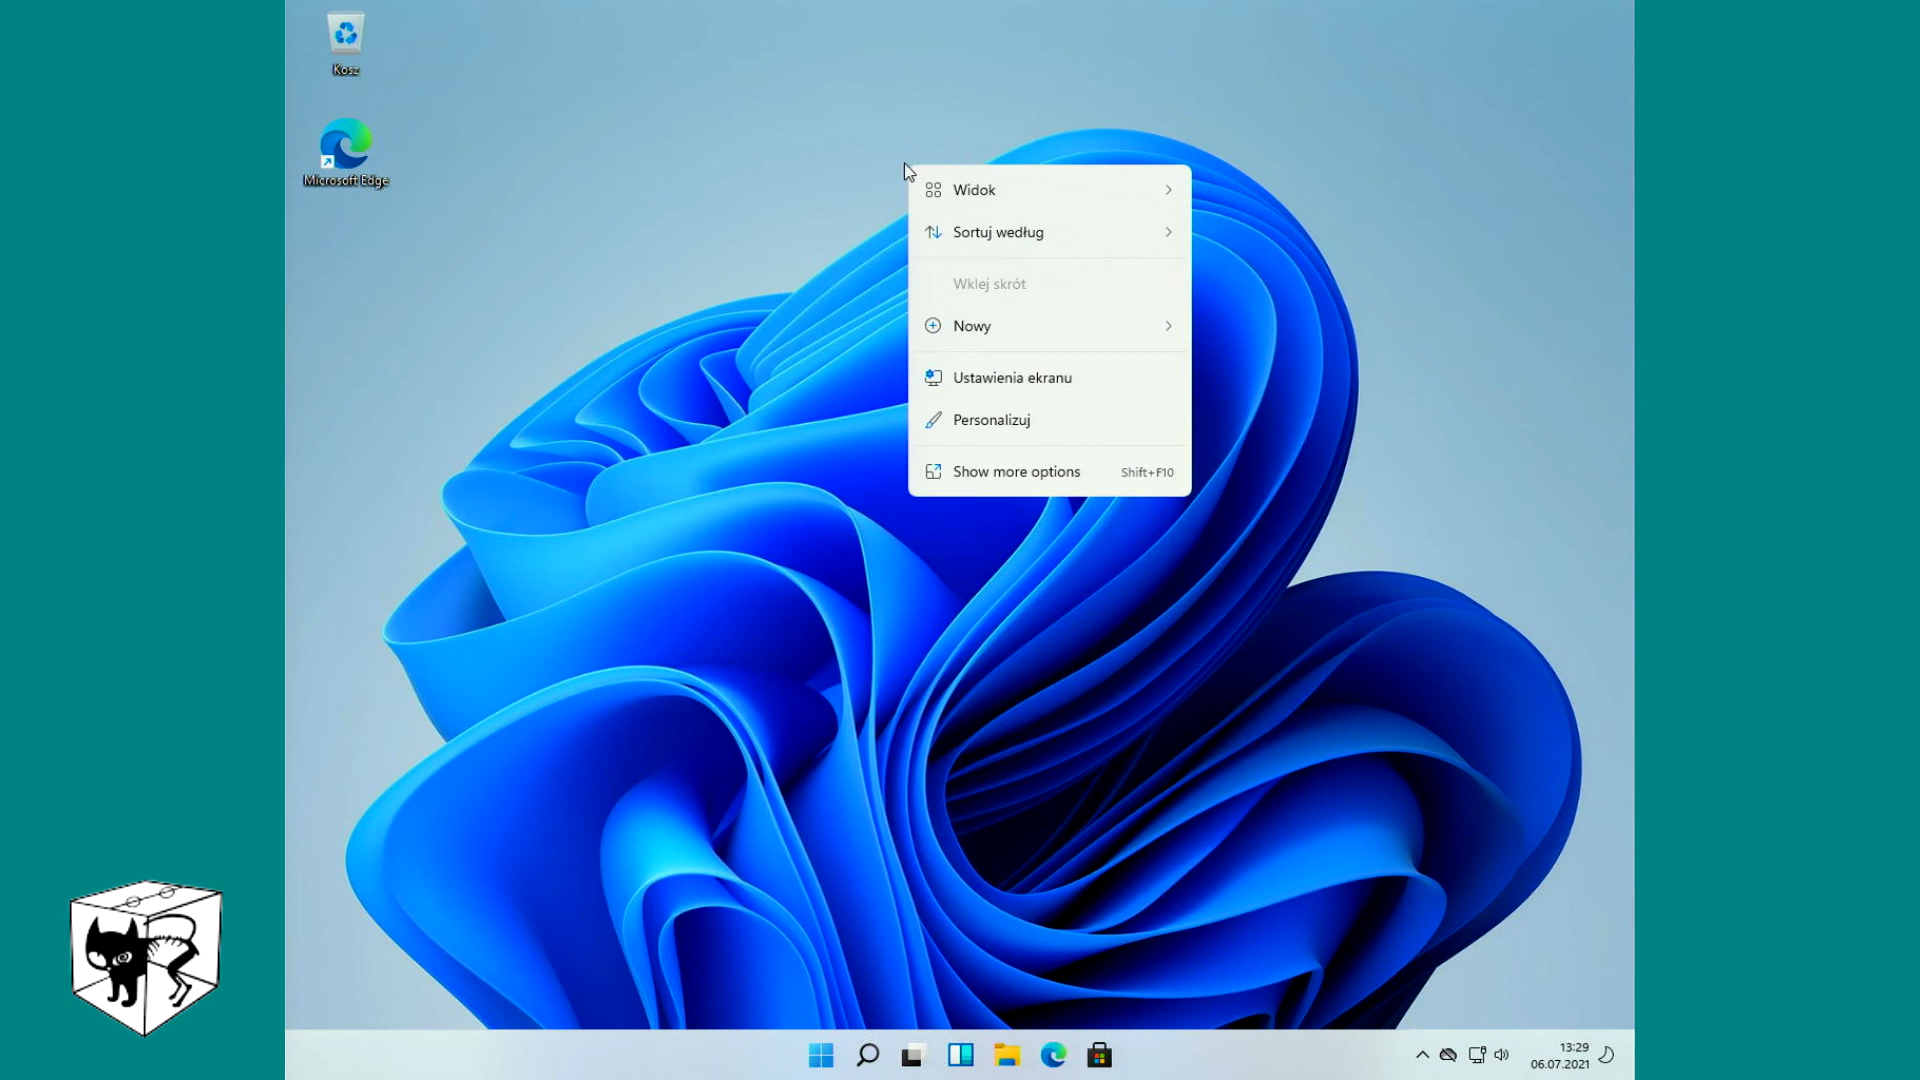 Kosz
Microsoft Edge
Widok
Sortuj według
Wklej skrót
Nowy
Ustawienia ekranu
Personalizuj
Show more options Shift+F10
13:29
06.07.2021